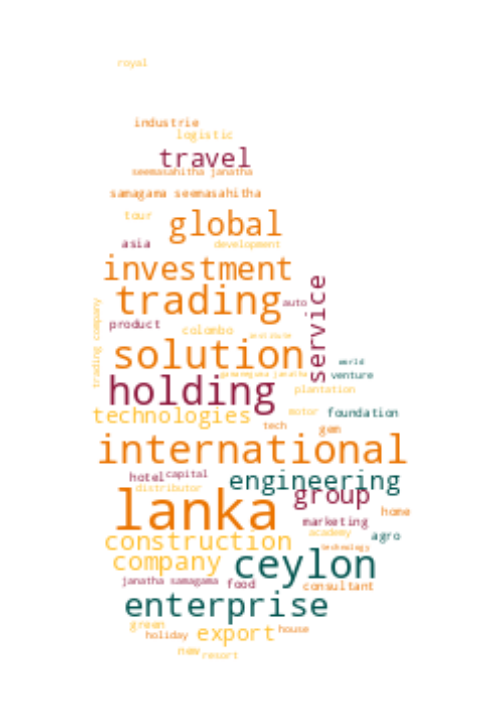 royal
industrie
logistic
travel
seemasahitha janatha
samagama seemasahitha
tour
global
asia
development
investment
service
trading
auto
trading company
product
colombo
institute
solution
world
holding
venture
plantation
technologies
motor
foundation
tech
gem
international
hotel
capital
engineering
distributor
group
lanka
home
marketing
construction
academy
agro
technology
company
ceylon
janatha samagama
food
consultant
enterprise
green
holiday
export
house
new
resort